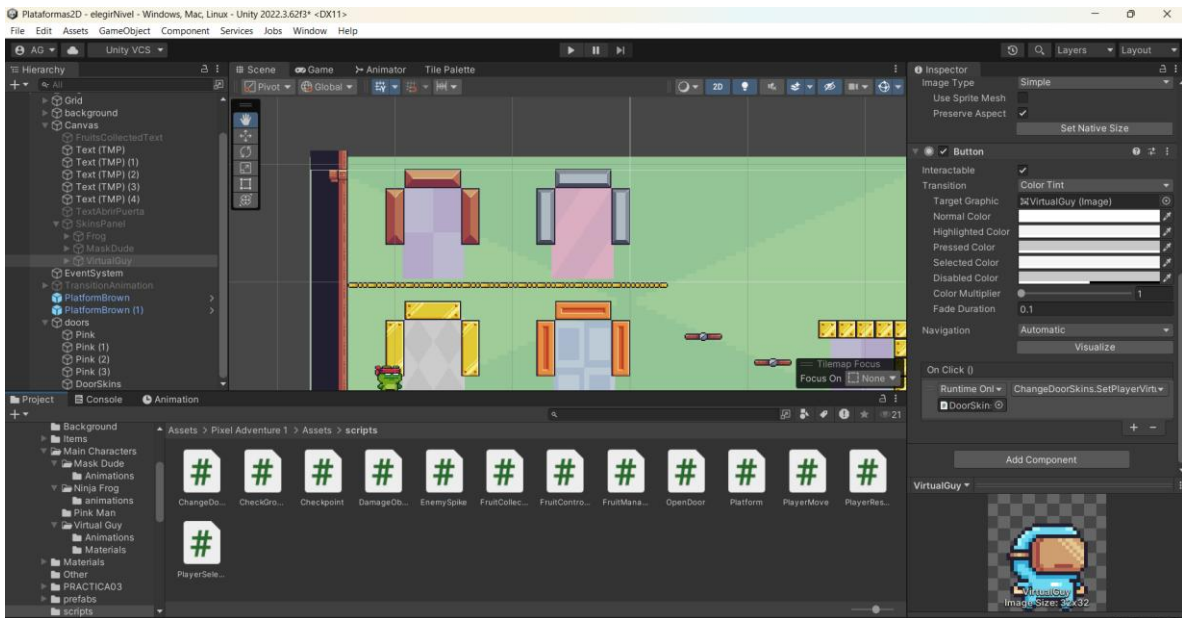 Plataformas2D - elegirNivel - Windows, Mac, Linux - Unity 2022.3.62f3* <DX11>
File Edit Assets GameObject Component Services Jobs Window Help
AG Unity VCS Layers Layout
Hierarchy
All
Grid
background
Canvas
FruitsCollectedText
Text (TMP)
Text (TMP) (1)
Text (TMP) (2)
Text (TMP) (3)
Text (TMP) (4)
TextAbrirPuerta
SkinsPanel
Frog
MaskDude
VirtualGuy
EventSystem
TransitionAnimation
PlatformBrown
PlatformBrown (1)
doors
Pink
Pink (1)
Pink (2)
Pink (3)
DoorSkins
Scene Game Animator Tile Palette
Pivot Global 2D
Tilemap Focus
Focus On None
Inspector
Image Type Simple
Use Sprite Mesh
Preserve Aspect
Set Native Size
Button
Interactable
Transition Color Tint
Target Graphic VirtualGuy (Image)
Normal Color
Highlighted Color
Pressed Color
Selected Color
Disabled Color
Color Multiplier 1
Fade Duration 0.1
Navigation Automatic
Visualize
On Click ()
Runtime Onl ChangeDoorSkins.SetPlayerVirtu
DoorSkin
+ −
Add Component
VirtualGuy
VirtualGuy
Image Size: 32x32
Project Console Animation
21
Background
Items
Main Characters
Mask Dude
Animations
Ninja Frog
animations
Pink Man
Virtual Guy
Animations
Materials
Materials
Other
PRACTICA03
prefabs
scripts
Assets > Pixel Adventure 1 > Assets > scripts
ChangeDo... CheckGro... Checkpoint DamageOb... EnemySpike FruitCollec... FruitContro... FruitMana... OpenDoor Platform PlayerMove PlayerRes...
PlayerSele...